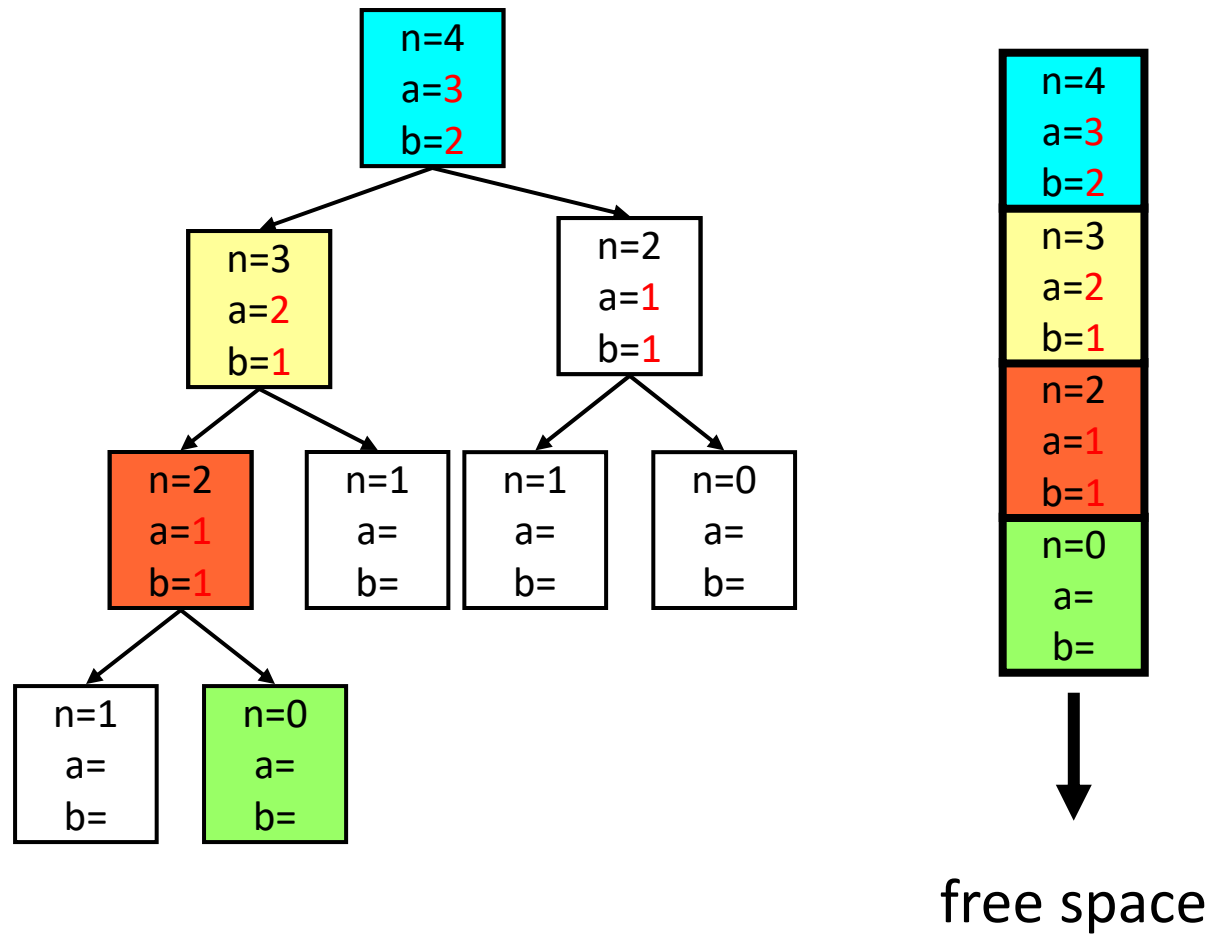 n=4
a=3
b=2
n=3
a=2
b=1
n=2
a=1
b=1
n=2
a=1
b=1
n=1
a=
b=
n=1
a=
b=
n=0
a=
b=
n=1
a=
b=
n=0
a=
b=
n=4
a=3
b=2
n=3
a=2
b=1
n=2
a=1
b=1
n=0
a=
b=
free space